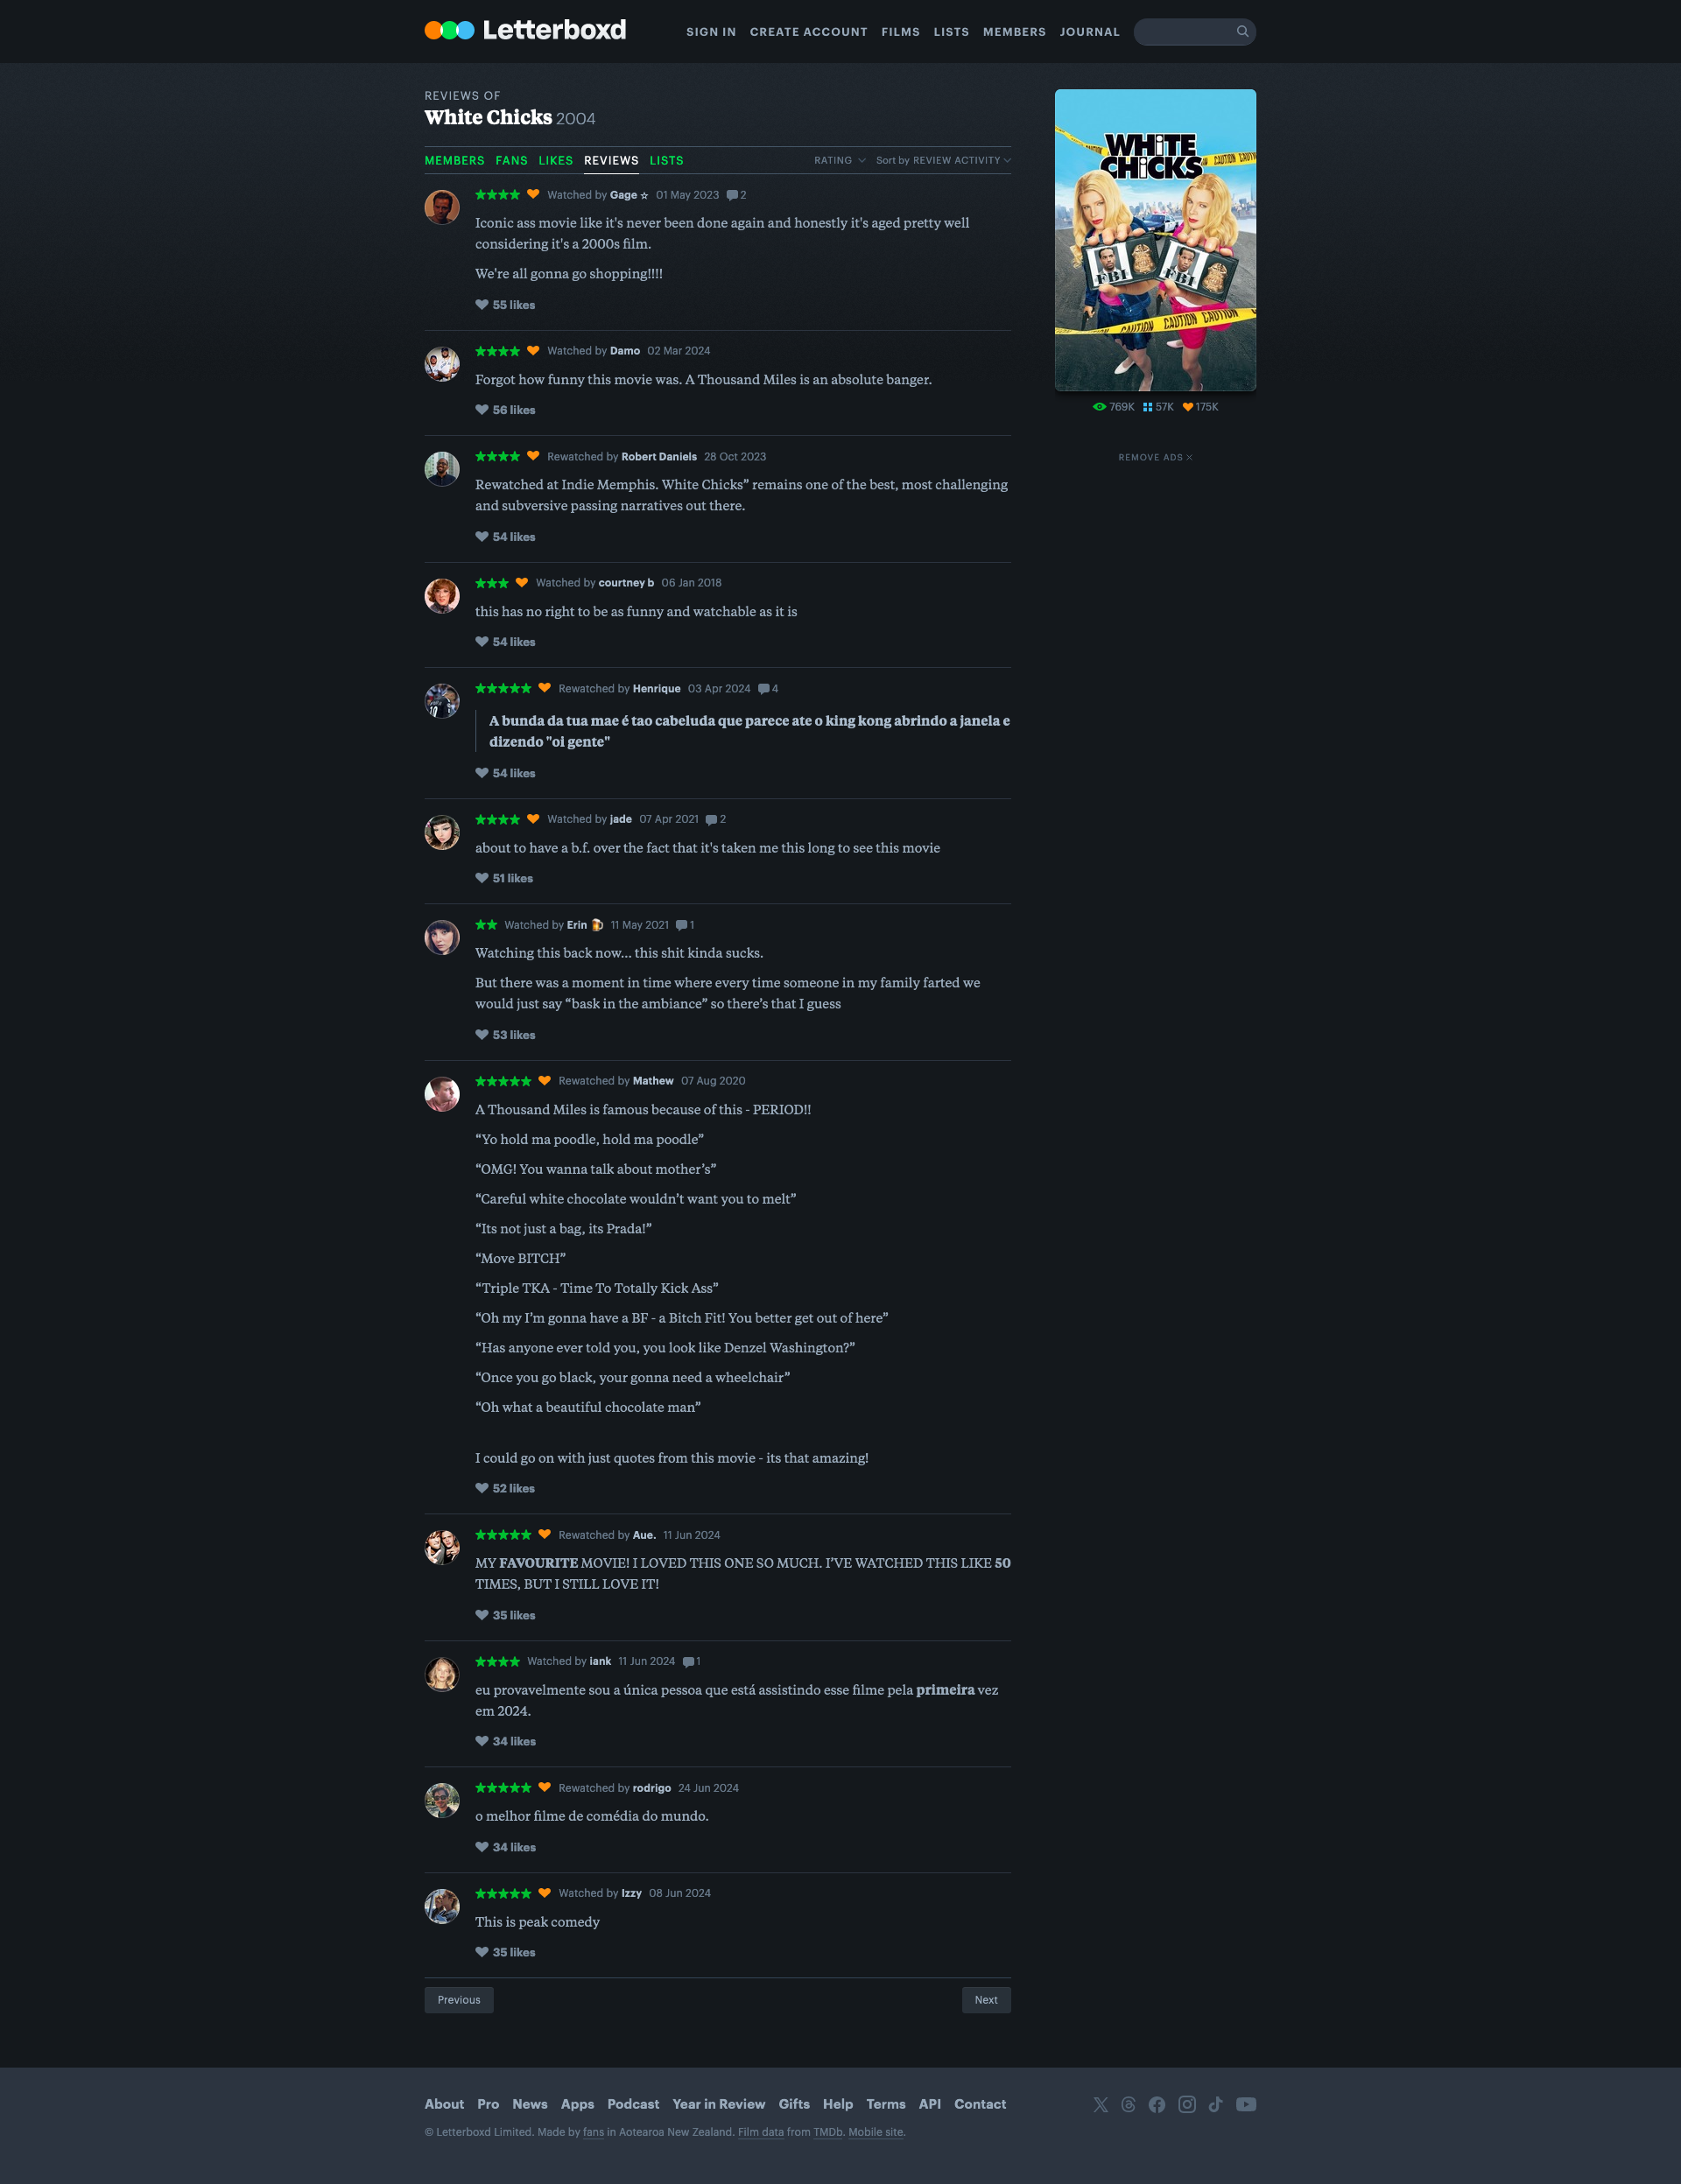 Letterboxd
SIGN IN CREATE ACCOUNT FILMS LISTS MEMBERS JOURNAL
REVIEWS OF
White Chicks 2004
MEMBERS FANS LIKES REVIEWS LISTS RATING Sort by REVIEW ACTIVITY
Watched by Gage ☆ 01 May 2023 2
Iconic ass movie like it's never been done again and honestly it's aged pretty well
considering it's a 2000s film.
We're all gonna go shopping!!!!
55 likes
Watched by Damo 02 Mar 2024
Forgot how funny this movie was. A Thousand Miles is an absolute banger.
56 likes
Rewatched by Robert Daniels 28 Oct 2023
Rewatched at Indie Memphis. White Chicks” remains one of the best, most challenging
and subversive passing narratives out there.
54 likes
Watched by courtney b 06 Jan 2018
this has no right to be as funny and watchable as it is
54 likes
Rewatched by Henrique 03 Apr 2024 4
A bunda da tua mae é tao cabeluda que parece ate o king kong abrindo a janela e
dizendo "oi gente"
54 likes
Watched by jade 07 Apr 2021 2
about to have a b.f. over the fact that it's taken me this long to see this movie
51 likes
Watched by Erin 🍺 11 May 2021 1
Watching this back now… this shit kinda sucks.
But there was a moment in time where every time someone in my family farted we
would just say “bask in the ambiance” so there’s that I guess
53 likes
Rewatched by Mathew 07 Aug 2020
A Thousand Miles is famous because of this - PERIOD!!
“Yo hold ma poodle, hold ma poodle”
“OMG! You wanna talk about mother’s”
“Careful white chocolate wouldn’t want you to melt”
“Its not just a bag, its Prada!”
“Move BITCH”
“Triple TKA - Time To Totally Kick Ass”
“Oh my I’m gonna have a BF - a Bitch Fit! You better get out of here”
“Has anyone ever told you, you look like Denzel Washington?”
“Once you go black, your gonna need a wheelchair”
“Oh what a beautiful chocolate man”
I could go on with just quotes from this movie - its that amazing!
52 likes
Rewatched by Aue. 11 Jun 2024
MY FAVOURITE MOVIE! I LOVED THIS ONE SO MUCH. I’VE WATCHED THIS LIKE 50
TIMES, BUT I STILL LOVE IT!
35 likes
Watched by iank 11 Jun 2024 1
eu provavelmente sou a única pessoa que está assistindo esse filme pela primeira vez
em 2024.
34 likes
Rewatched by rodrigo 24 Jun 2024
o melhor filme de comédia do mundo.
34 likes
Watched by Izzy 08 Jun 2024
This is peak comedy
35 likes
Previous Next
WHITE
CHICKS
CAUTION
FBI FBI
CAUTION CAUTION CAUTION
769K 57K 175K
REMOVE ADS
About Pro News Apps Podcast Year in Review Gifts Help Terms API Contact
© Letterboxd Limited. Made by fans in Aotearoa New Zealand. Film data from TMDb. Mobile site.